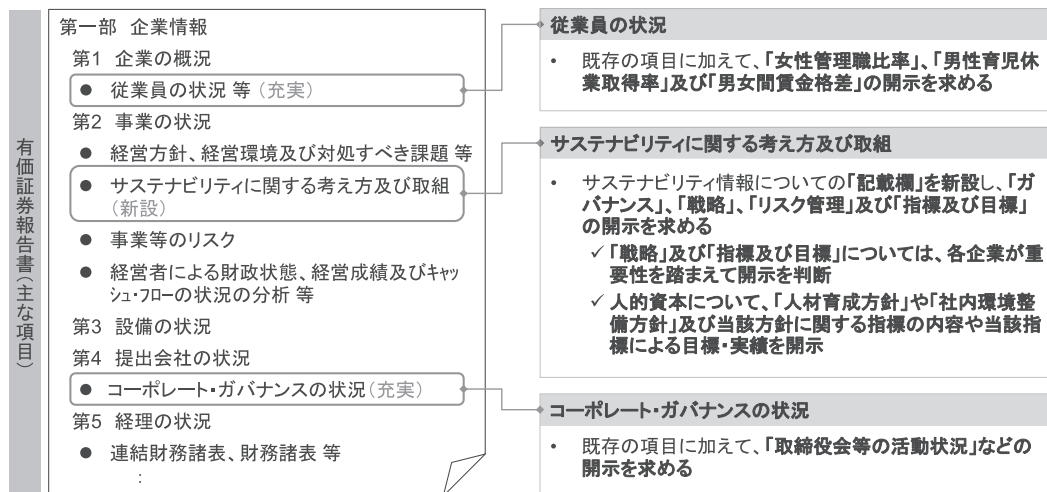 有価証券報告書（主な項目）
第一部 企業情報
第1 企業の概況
● 従業員の状況 等（充実）
第2 事業の状況
● 経営方針、経営環境及び対処すべき課題 等
● サステナビリティに関する考え方及び取組
（新設）
● 事業等のリスク
● 経営者による財政状態、経営成績及びキャッ
シュ・フローの状況の分析 等
第3 設備の状況
第4 提出会社の状況
● コーポレート・ガバナンスの状況（充実）
第5 経理の状況
● 連結財務諸表、財務諸表 等
：
従業員の状況
• 既存の項目に加えて、「女性管理職比率」、「男性育児休
業取得率」及び「男女間賃金格差」の開示を求める
サステナビリティに関する考え方及び取組
• サステナビリティ情報についての「記載欄」を新設し、「ガ
バナンス」、「戦略」、「リスク管理」及び「指標及び目標」
の開示を求める
✓「戦略」及び「指標及び目標」については、各企業が重
要性を踏まえて開示を判断
✓ 人的資本について、「人材育成方針」や「社内環境整
備方針」及び当該方針に関する指標の内容や当該指
標による目標・実績を開示
コーポレート・ガバナンスの状況
• 既存の項目に加えて、「取締役会等の活動状況」などの
開示を求める